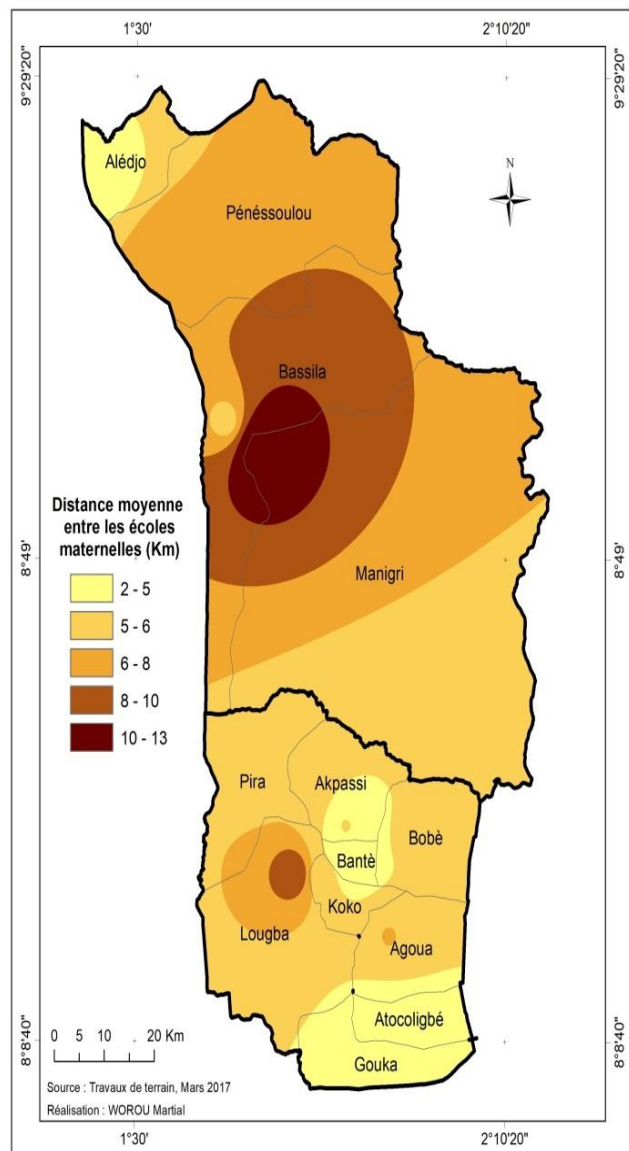 1°30'
2°10'20"
9°29'20"
9°29'20"
Alédjo
N
Pénéssoulou
Bassila
Distance moyenne
entre les écoles
maternelles (Km)
2 - 5
5 - 6
6 - 8
8 - 10
10 - 13
8°49'
8°49'
Manigri
Pira
Akpassi
Bobè
Bantè
Koko
Lougba
Agoua
Atocoligbé
Gouka
8°8'40"
8°8'40"
0 5 10 20 Km
Source : Travaux de terrain, Mars 2017
Réalisation : WOROU Martial
1°30'
2°10'20"